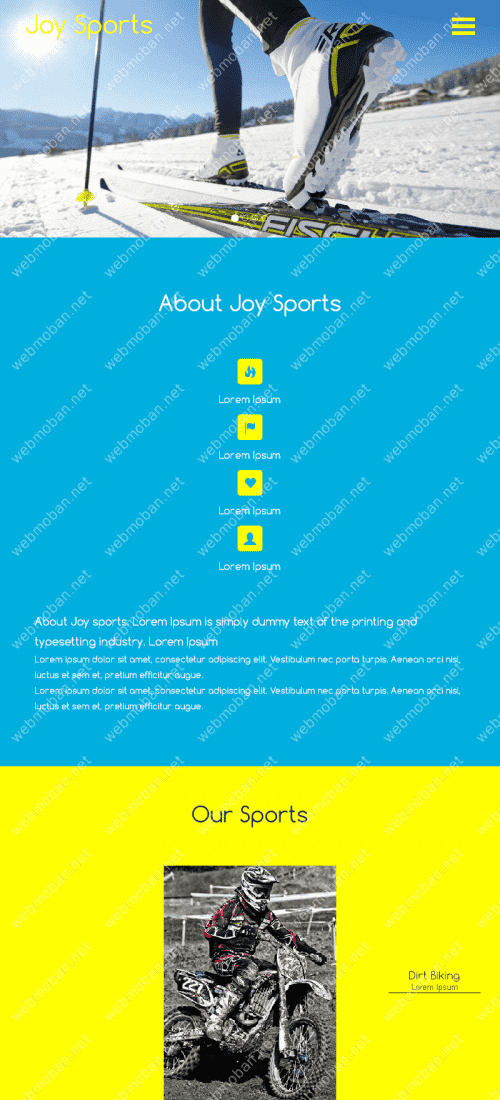 Joy Sports
FISCHER
About Joy Sports
Lorem Ipsum
Lorem Ipsum
Lorem Ipsum
Lorem Ipsum
About Joy sports, Lorem Ipsum is simply dummy text of the printing and
typesetting industry. Lorem Ipsum
Lorem ipsum dolor sit amet, consectetur adipiscing elit. Vestibulum nec porta turpis. Aenean orci nisl,
luctus et sem et, pretium efficitur augue.
Lorem ipsum dolor sit amet, consectetur adipiscing elit. Vestibulum nec porta turpis. Aenean orci nisl,
luctus et sem et, pretium efficitur augue.
Our Sports
221
Dirt Biking
Lorem Ipsum
webmoban.net